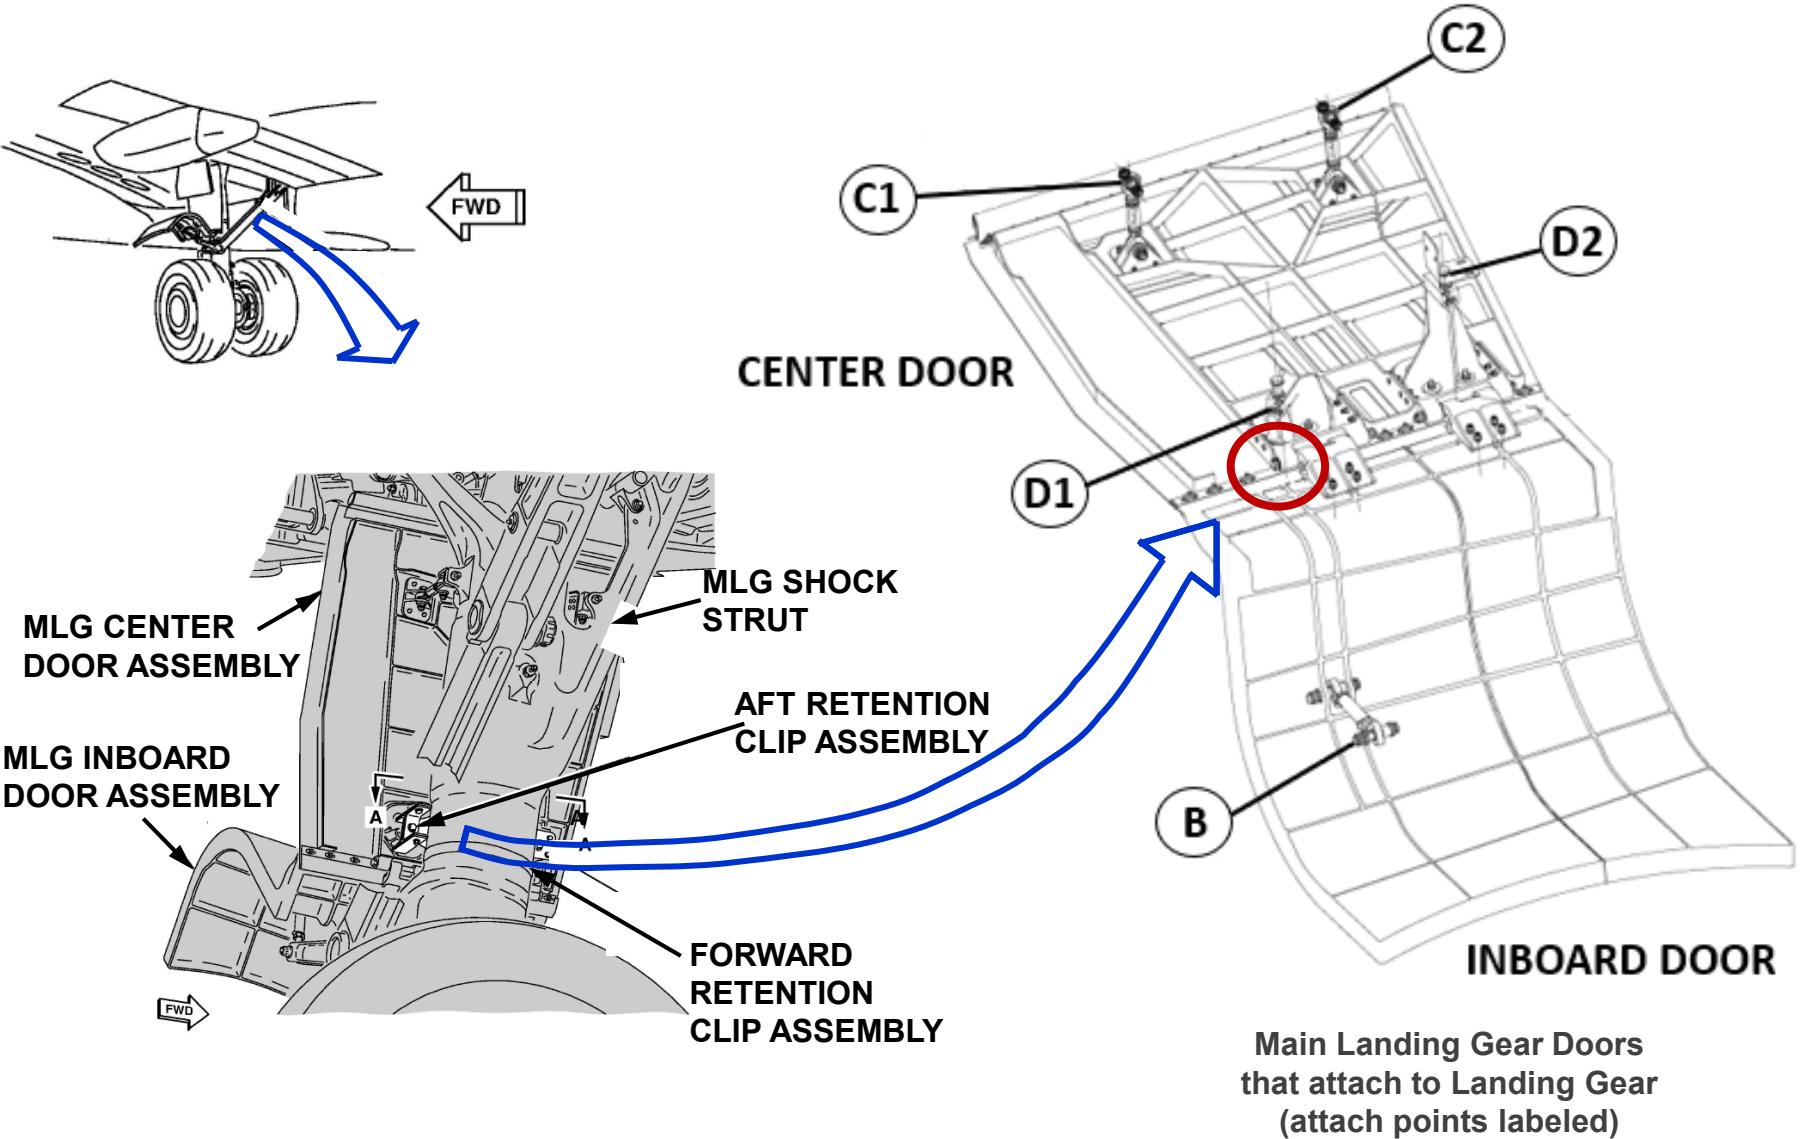 FWD
C2
C1
D2
CENTER DOOR
D1
MLG SHOCK
STRUT
MLG CENTER
DOOR ASSEMBLY
AFT RETENTION
CLIP ASSEMBLY
MLG INBOARD
DOOR ASSEMBLY
A
A
A
B
FORWARD
RETENTION
CLIP ASSEMBLY
INBOARD DOOR
FWD
Main Landing Gear Doors
that attach to Landing Gear
(attach points labeled)